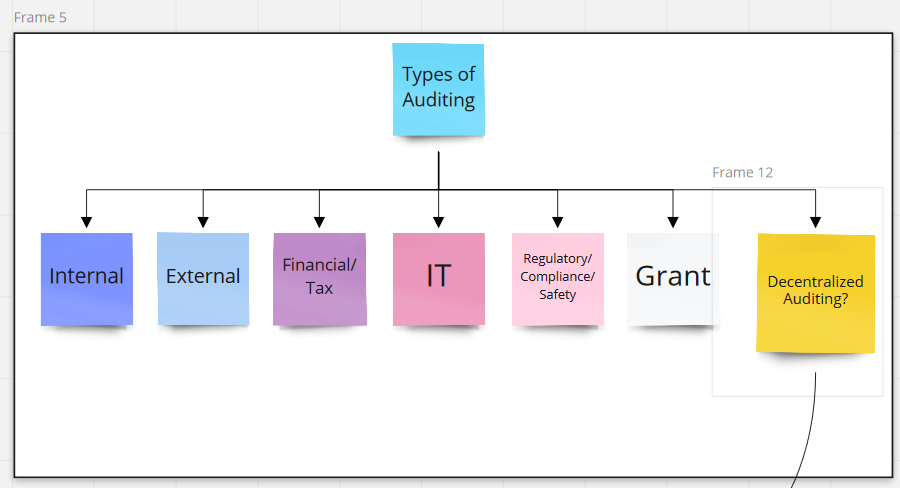 Frame 5
Types of
Auditing
Frame 12
Internal
External
Financial/
Tax
IT
Regulatory/
Compliance/
Safety
Grant
Decentralized
Auditing?